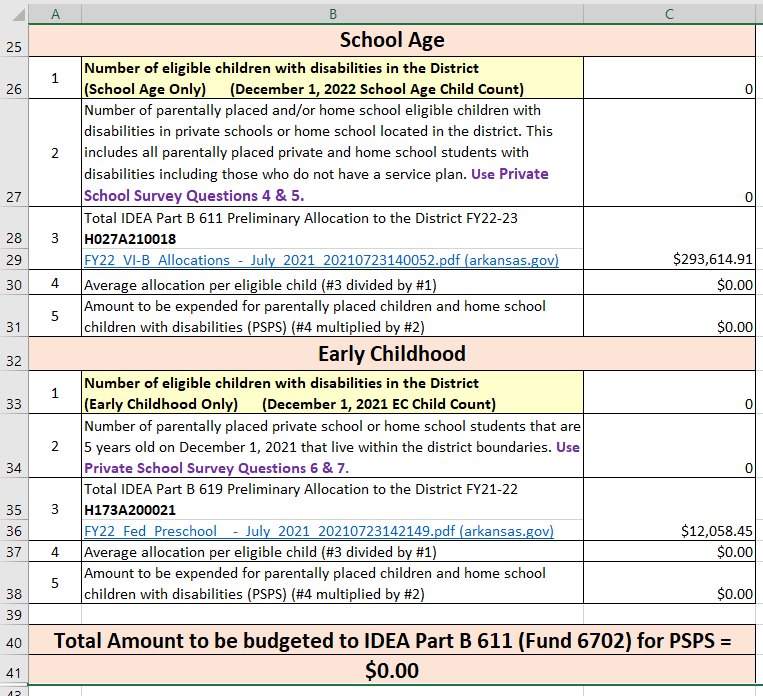 A B C
25 School Age
26 1 Number of eligible children with disabilities in the District
(School Age Only) (December 1, 2022 School Age Child Count) 0
27 2 Number of parentally placed and/or home school eligible children with
disabilities in private schools or home school located in the district. This
includes all parentally placed private and home school students with
disabilities including those who do not have a service plan. Use Private
School Survey Questions 4 & 5. 0
28 3 Total IDEA Part B 611 Preliminary Allocation to the District FY22-23
H027A210018
29 FY22_VI-B_Allocations_-_July_2021_20210723140052.pdf (arkansas.gov) $293,614.91
30 4 Average allocation per eligible child (#3 divided by #1) $0.00
31 5 Amount to be expended for parentally placed children and home school
children with disabilities (PSPS) (#4 multiplied by #2) $0.00
32 Early Childhood
33 1 Number of eligible children with disabilities in the District
(Early Childhood Only) (December 1, 2021 EC Child Count) 0
34 2 Number of parentally placed private school or home school students that are
5 years old on December 1, 2021 that live within the district boundaries. Use
Private School Survey Questions 6 & 7. 0
35 3 Total IDEA Part B 619 Preliminary Allocation to the District FY21-22
H173A200021
36 FY22_Fed_Preschool_-_July_2021_20210723142149.pdf (arkansas.gov) $12,058.45
37 4 Average allocation per eligible child (#3 divided by #1) $0.00
38 5 Amount to be expended for parentally placed children and home school
children with disabilities (PSPS) (#4 multiplied by #2) $0.00
39
40 Total Amount to be budgeted to IDEA Part B 611 (Fund 6702) for PSPS =
41 $0.00